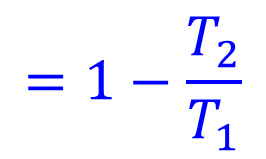 = 1 − T₂/T₁